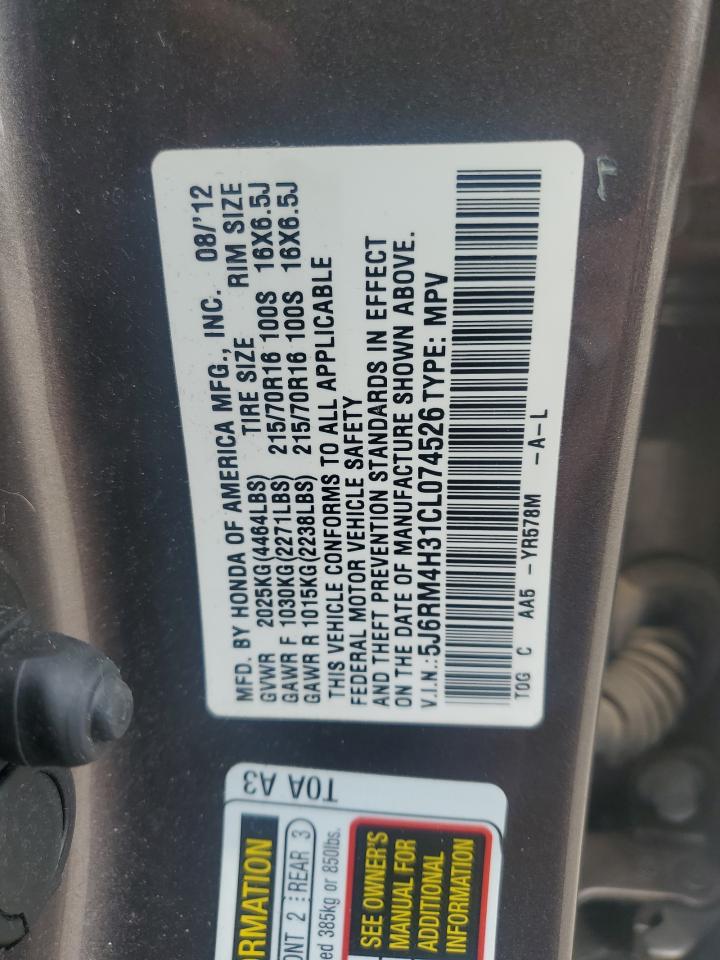 MFD. BY HONDA OF AMERICA MFG., INC. 08/'12
GVWR 2025KG(4464LBS) TIRE SIZE RIM SIZE
GAWR F 1030KG(2271LBS) 215/70R16 100S 16X6.5J
GAWR R 1015KG(2238LBS) 215/70R16 100S 16X6.5J
THIS VEHICLE CONFORMS TO ALL APPLICABLE
FEDERAL MOTOR VEHICLE SAFETY
AND THEFT PREVENTION STANDARDS IN EFFECT
ON THE DATE OF MANUFACTURE SHOWN ABOVE.
V.I.N.:5J6RM4H31CL074526 TYPE: MPV
T0G C AA5 - YR578M - A - L
T0A A3
REAR 3
2
385kg or 850lbs.
SEE OWNER'S
MANUAL FOR
ADDITIONAL
INFORMATION